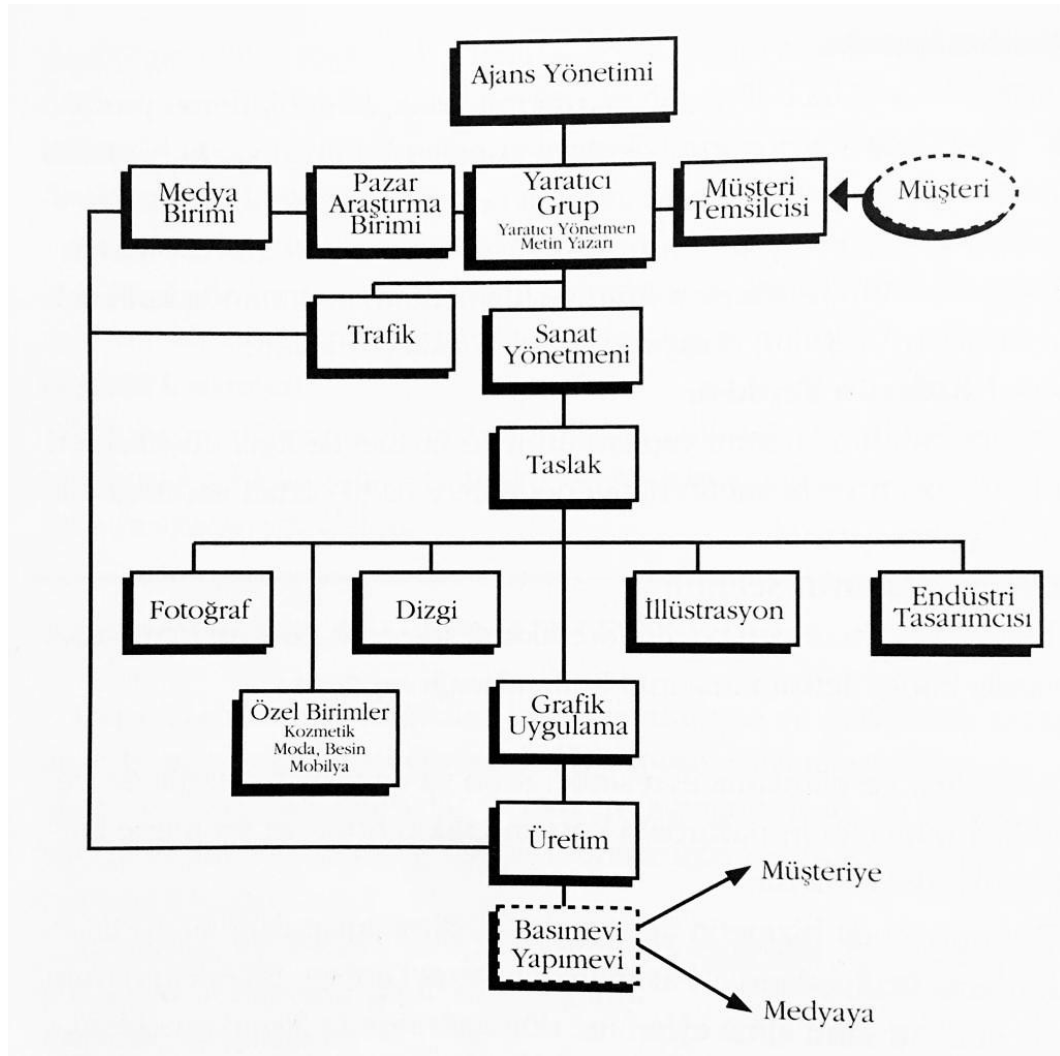 Ajans Yönetimi
Medya
Birimi
Pazar
Araştırma
Birimi
Yaratıcı
Grup
Yaratıcı Yönetmen
Metin Yazarı
Müşteri
Temsilcisi
Müşteri
Trafik
Sanat
Yönetmeni
Taslak
Fotoğraf
Dizgi
İllüstrasyon
Endüstri
Tasarımcısı
Özel Birimler
Kozmetik
Moda, Besin
Mobilya
Grafik
Uygulama
Üretim
Basımevi
Yapımevi
Müşteriye
Medyaya